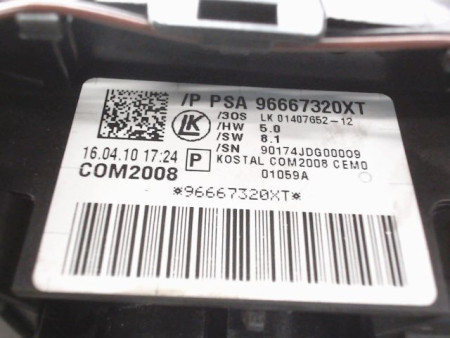 /P PSA 96667320XT
LK
/3OS LK 01407652-12
/HW 5.0
/SW 8.1
/SN 90174JDG00009
16.04.10 17:24 P KOSTAL COM2008 CEM0
COM2008 01059A
*96667320XT*